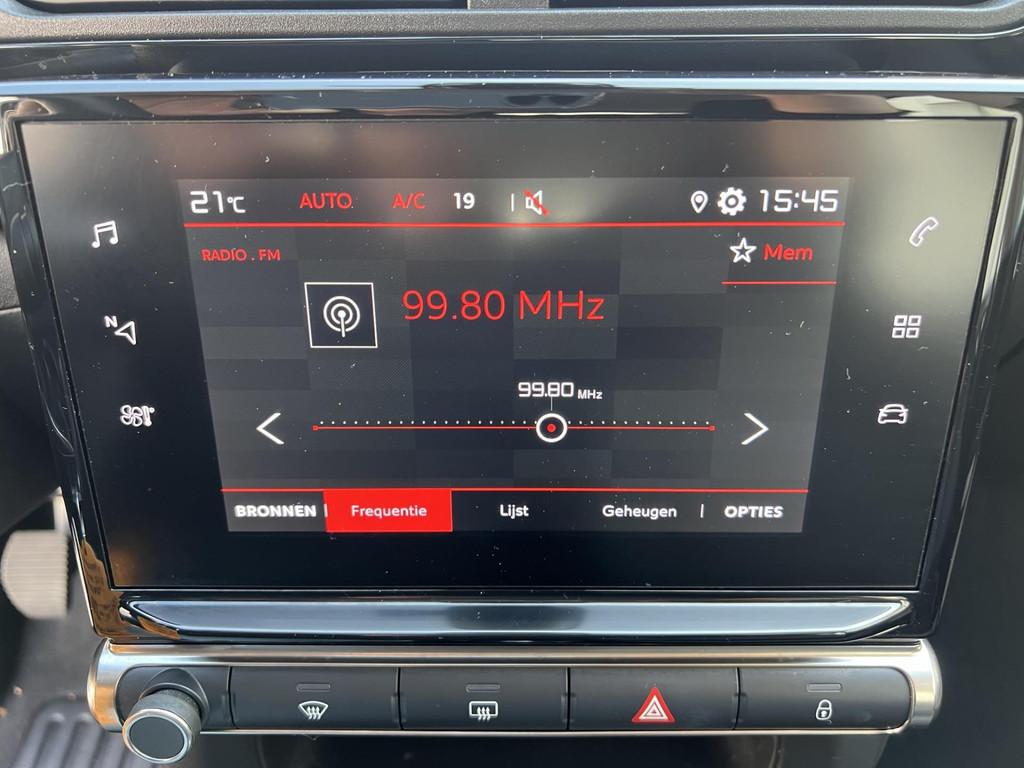 21°C AUTO A/C 19 15:45
RADIO . FM
Mem
99.80 MHz
99.80 MHz
N
BRONNEN Frequentie Lijst Geheugen OPTIES